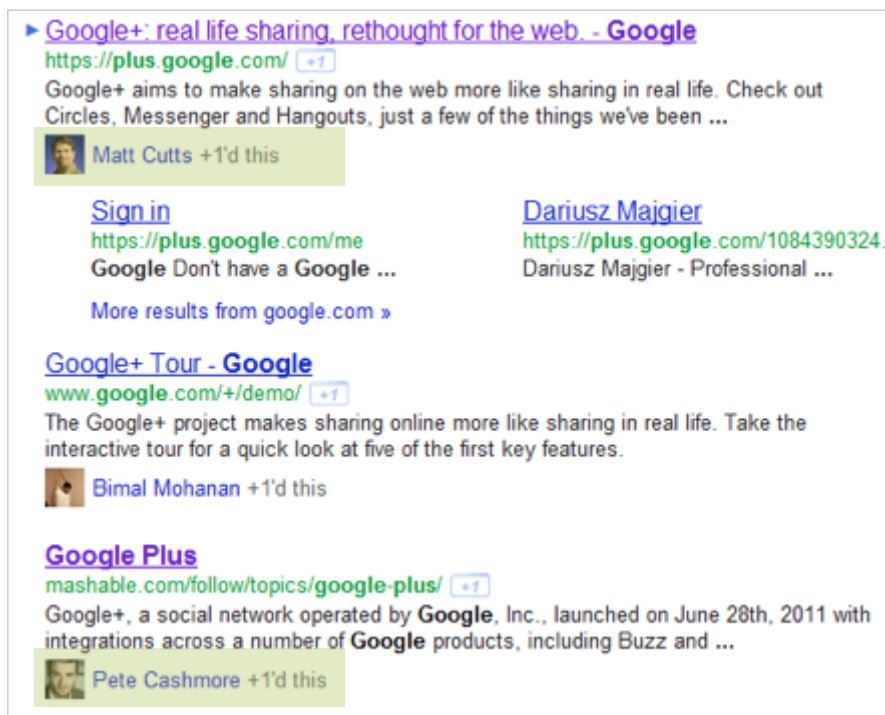 Google+: real life sharing, rethought for the web. - Google
https://plus.google.com/ +1
Google+ aims to make sharing on the web more like sharing in real life. Check out
Circles, Messenger and Hangouts, just a few of the things we've been ...
Matt Cutts +1'd this
Sign in
https://plus.google.com/me
Google Don't have a Google ...
Dariusz Majgier
https://plus.google.com/1084390324.
Dariusz Majgier - Professional ...
More results from google.com »
Google+ Tour - Google
www.google.com/+/demo/ +1
The Google+ project makes sharing online more like sharing in real life. Take the
interactive tour for a quick look at five of the first key features.
Bimal Mohanan +1'd this
Google Plus
mashable.com/follow/topics/google-plus/ +1
Google+, a social network operated by Google, Inc., launched on June 28th, 2011 with
integrations across a number of Google products, including Buzz and ...
Pete Cashmore +1'd this